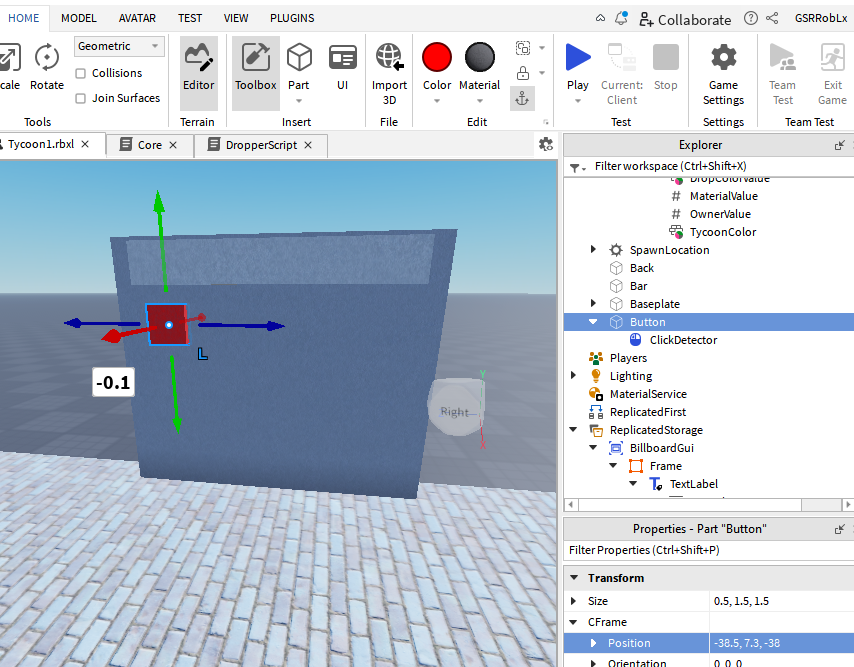 HOME MODEL AVATAR TEST VIEW PLUGINS Collaborate GSRRobLx
Geometric
Collisions
Join Surfaces
cale Rotate Editor Toolbox Part UI Import 3D Color Material Play Current: Client Stop Game Settings Team Test Exit Game
Tools Terrain Insert File Edit Test Settings Team Test
Tycoon1.rbxl Core DropperScript
Explorer
Filter workspace (Ctrl+Shift+X)
DropColorValue
MaterialValue
OwnerValue
TycoonColor
SpawnLocation
Back
Bar
Baseplate
Button
ClickDetector
Players
Lighting
MaterialService
ReplicatedFirst
ReplicatedStorage
BillboardGui
Frame
TextLabel
L
-0.1
Y
Right
X
Properties - Part "Button"
Filter Properties (Ctrl+Shift+P)
Transform
Size 0.5, 1.5, 1.5
CFrame
Position -38.5, 7.3, -38
Orientation 0, 0, 0